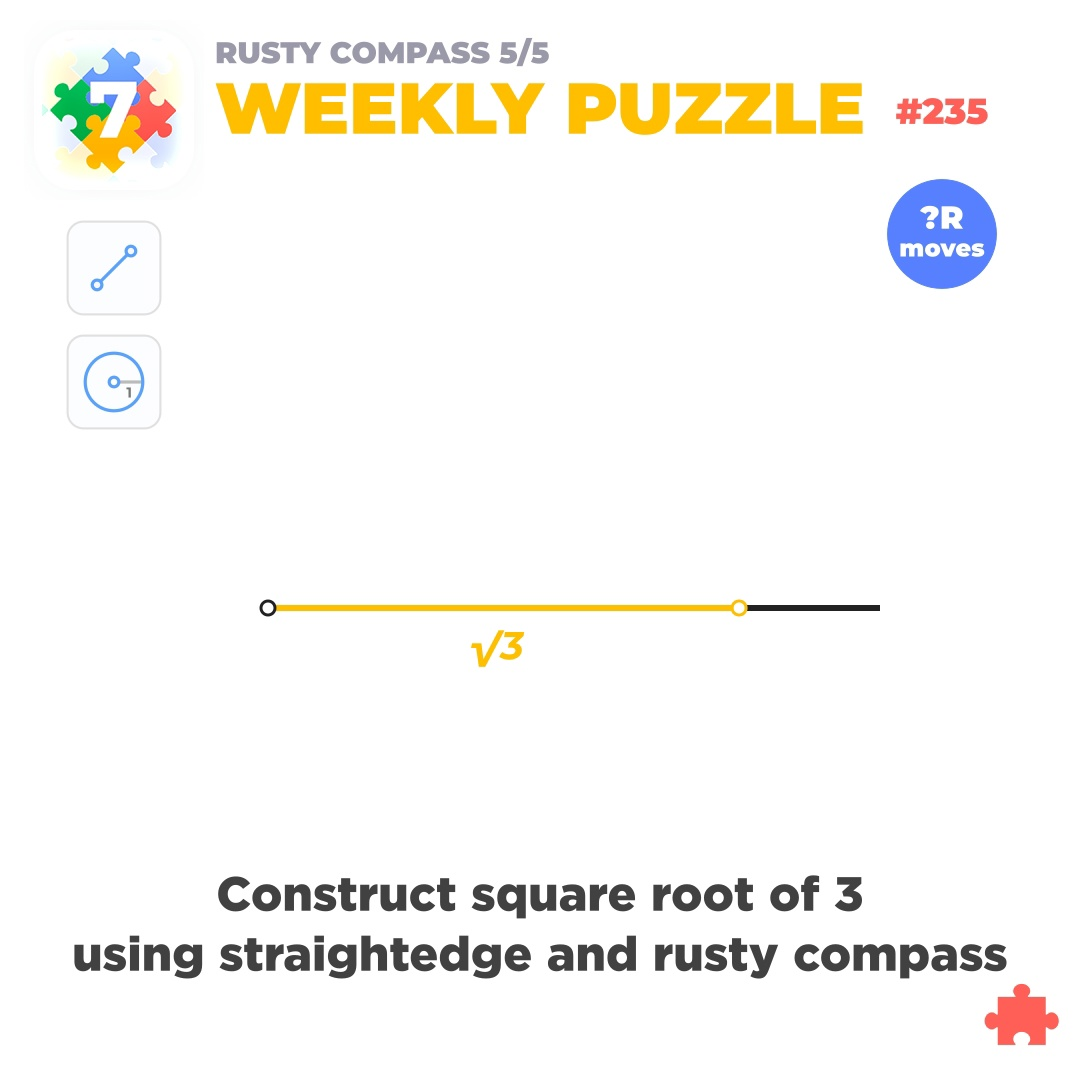 7
RUSTY COMPASS 5/5
WEEKLY PUZZLE #235
?R
moves
1
√3
Construct square root of 3
using straightedge and rusty compass